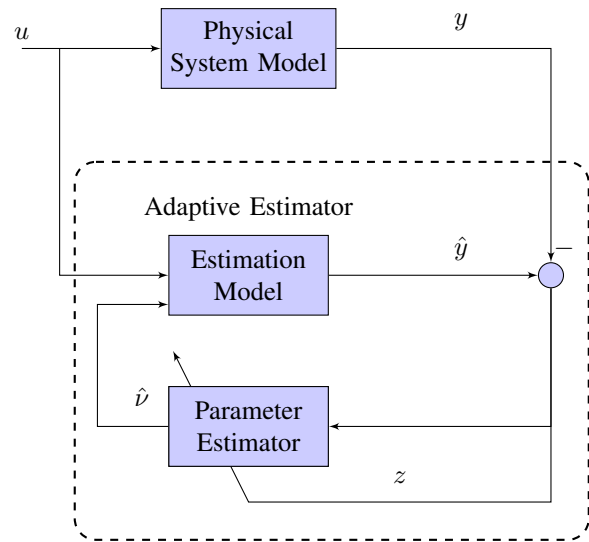 u
Physical
System Model
y
Adaptive Estimator
−
Estimation
Model
ŷ
ν̂
Parameter
Estimator
z